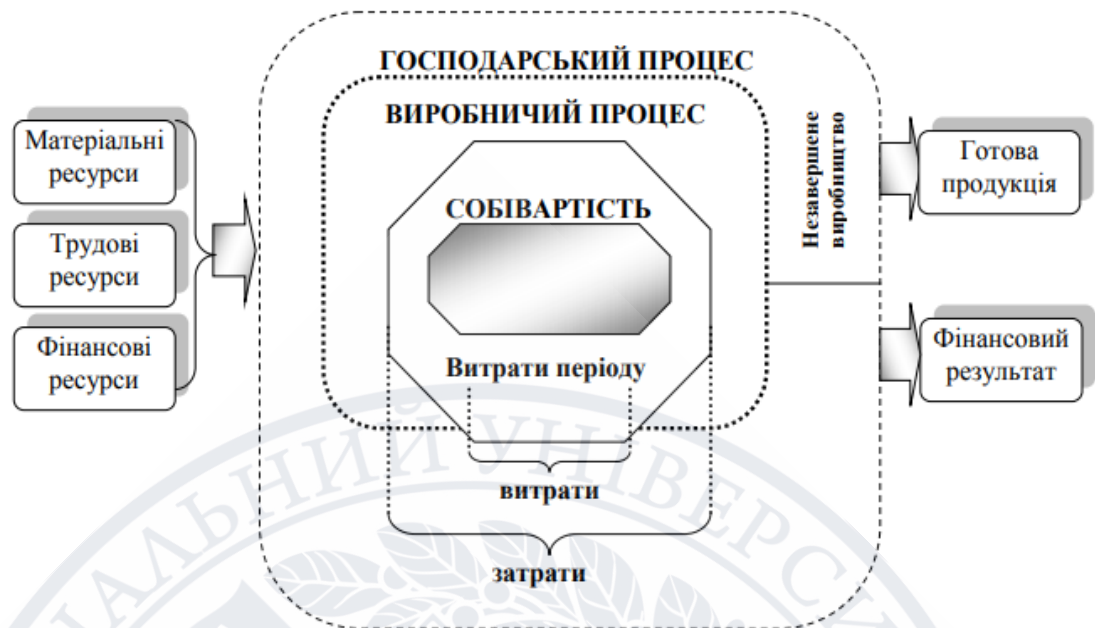 ГОСПОДАРСЬКИЙ ПРОЦЕС
ВИРОБНИЧИЙ ПРОЦЕС
Матеріальні
ресурси
Трудові
ресурси
Фінансові
ресурси
СОБІВАРТІСТЬ
Витрати періоду
витрати
затрати
Незавершене
виробництво
Готова
продукція
Фінансовий
результат